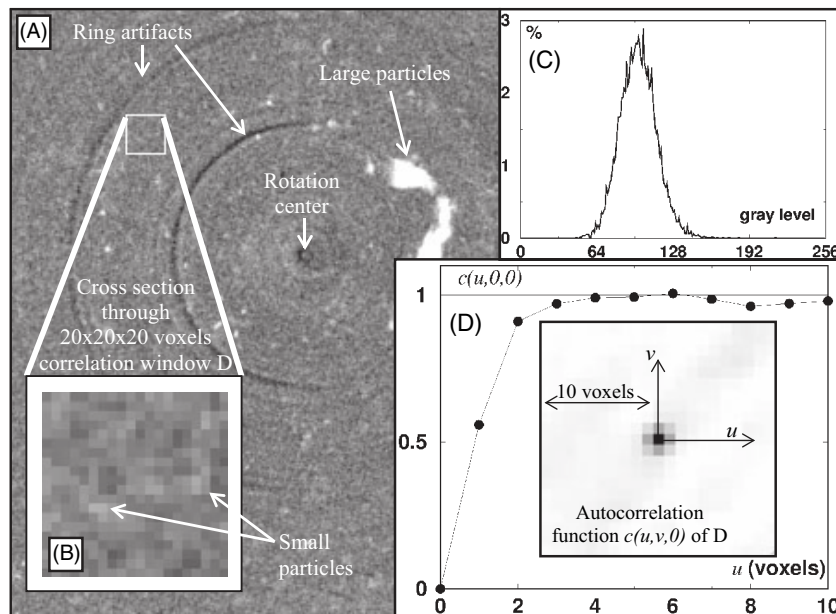 (A)
Ring artifacts
Large particles
Rotation
center
Cross section
through
20x20x20 voxels
correlation window D
(B)
Small
particles
3
%
(C)
2
1
gray level
0
0
64
128
192
256
c(u,0,0)
1
(D)
v
10 voxels
u
0.5
Autocorrelation
function c(u,v,0) of D
0
u (voxels)
0
2
4
6
8
10